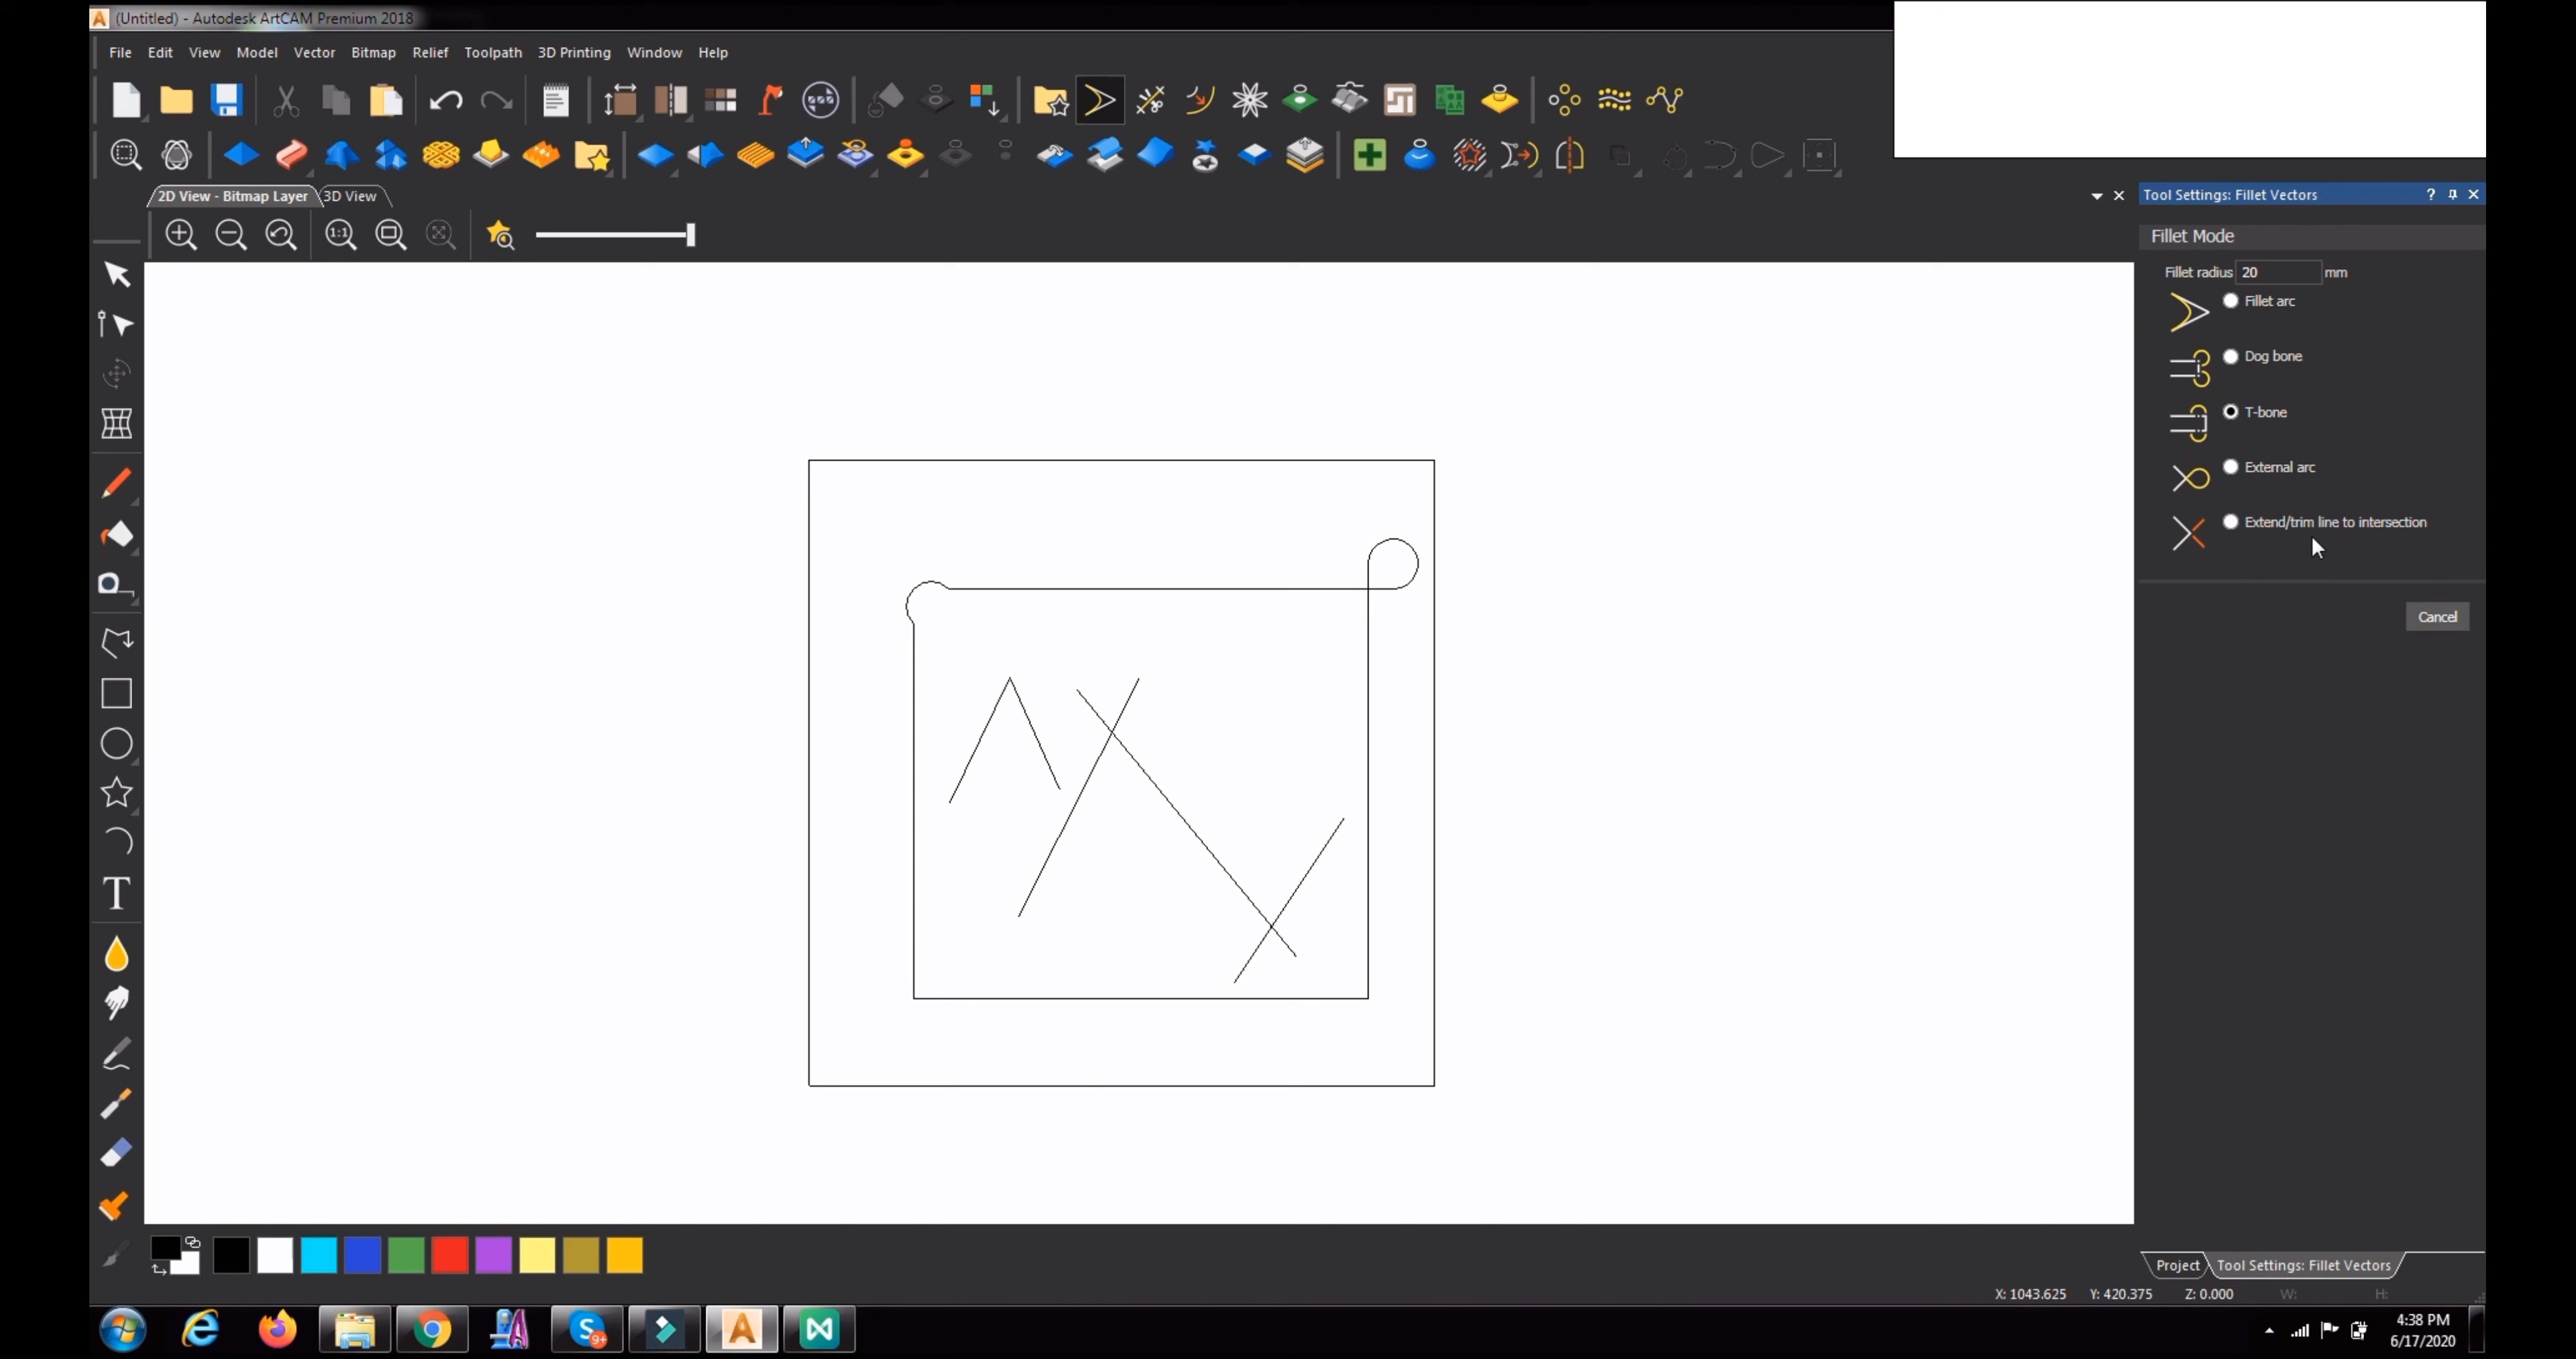 (Untitled) - Autodesk ArtCAM Premium 2018
File Edit View Model Vector Bitmap Relief Toolpath 3D Printing Window Help
2D View - Bitmap Layer 3D View
1:1
Tool Settings: Fillet Vectors
Fillet Mode
Fillet radius 20 mm
Fillet arc
Dog bone
T-bone
External arc
Extend/trim line to intersection
Cancel
T
Project Tool Settings: Fillet Vectors
X: 1043.625 Y: 420.375 Z: 0.000 W: H:
S 9+
4:38 PM
6/17/2020